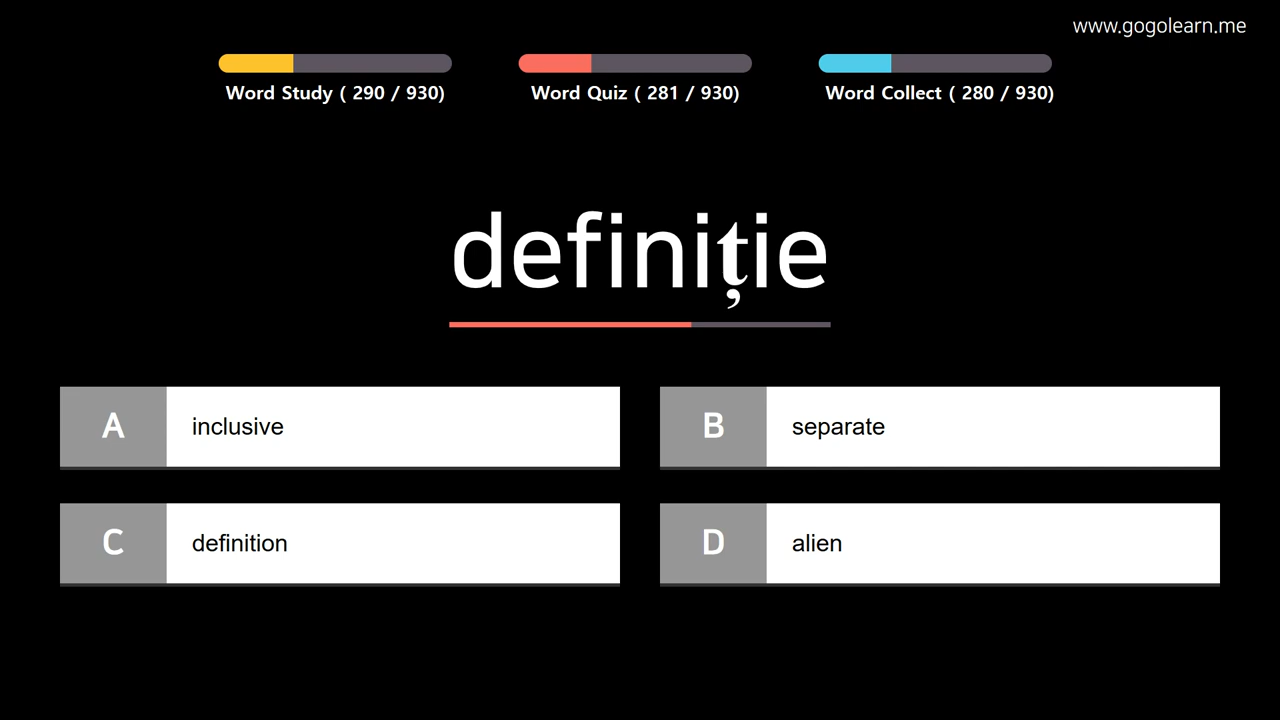 www.gogolearn.me
Word Study ( 290 / 930)
Word Quiz ( 281 / 930)
Word Collect ( 280 / 930)
definiție
A inclusive
B separate
C definition
D alien